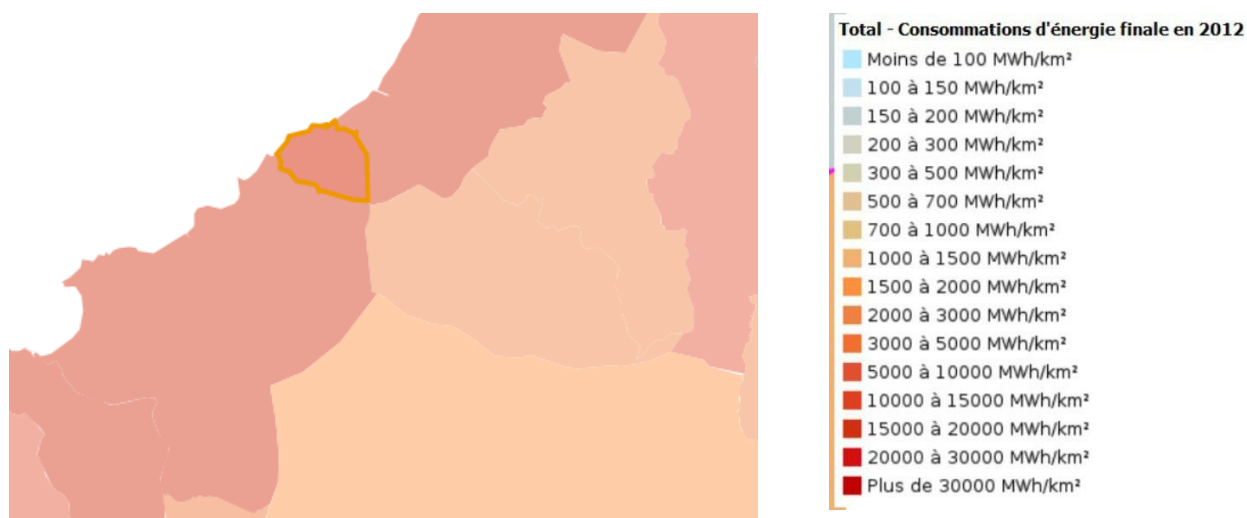 Total - Consommations d'énergie finale en 2012
Moins de 100 MWh/km²
100 à 150 MWh/km²
150 à 200 MWh/km²
200 à 300 MWh/km²
300 à 500 MWh/km²
500 à 700 MWh/km²
700 à 1000 MWh/km²
1000 à 1500 MWh/km²
1500 à 2000 MWh/km²
2000 à 3000 MWh/km²
3000 à 5000 MWh/km²
5000 à 10000 MWh/km²
10000 à 15000 MWh/km²
15000 à 20000 MWh/km²
20000 à 30000 MWh/km²
Plus de 30000 MWh/km²